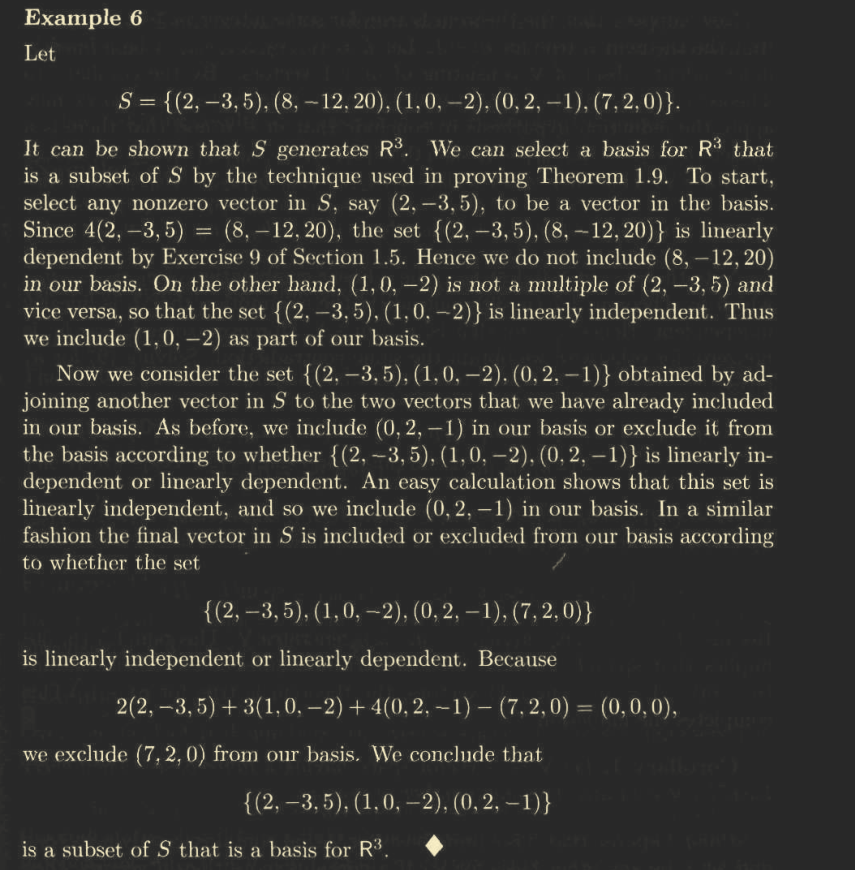 Example 6
Let
S = {(2, −3, 5), (8, −12, 20), (1, 0, −2), (0, 2, −1), (7, 2, 0)}.
It can be shown that S generates R³. We can select a basis for R³ that
is a subset of S by the technique used in proving Theorem 1.9. To start,
select any nonzero vector in S, say (2, −3, 5), to be a vector in the basis.
Since 4(2, −3, 5) = (8, −12, 20), the set {(2, −3, 5), (8, −12, 20)} is linearly
dependent by Exercise 9 of Section 1.5. Hence we do not include (8, −12, 20)
in our basis. On the other hand, (1, 0, −2) is not a multiple of (2, −3, 5) and
vice versa, so that the set {(2, −3, 5), (1, 0, −2)} is linearly independent. Thus
we include (1, 0, −2) as part of our basis.
Now we consider the set {(2, −3, 5), (1, 0, −2), (0, 2, −1)} obtained by ad-
joining another vector in S to the two vectors that we have already included
in our basis. As before, we include (0, 2, −1) in our basis or exclude it from
the basis according to whether {(2, −3, 5), (1, 0, −2), (0, 2, −1)} is linearly in-
dependent or linearly dependent. An easy calculation shows that this set is
linearly independent, and so we include (0, 2, −1) in our basis. In a similar
fashion the final vector in S is included or excluded from our basis according
to whether the set
{(2, −3, 5), (1, 0, −2), (0, 2, −1), (7, 2, 0)}
is linearly independent or linearly dependent. Because
2(2, −3, 5) + 3(1, 0, −2) + 4(0, 2, −1) − (7, 2, 0) = (0, 0, 0),
we exclude (7, 2, 0) from our basis. We conclude that
{(2, −3, 5), (1, 0, −2), (0, 2, −1)}
is a subset of S that is a basis for R³. ♦